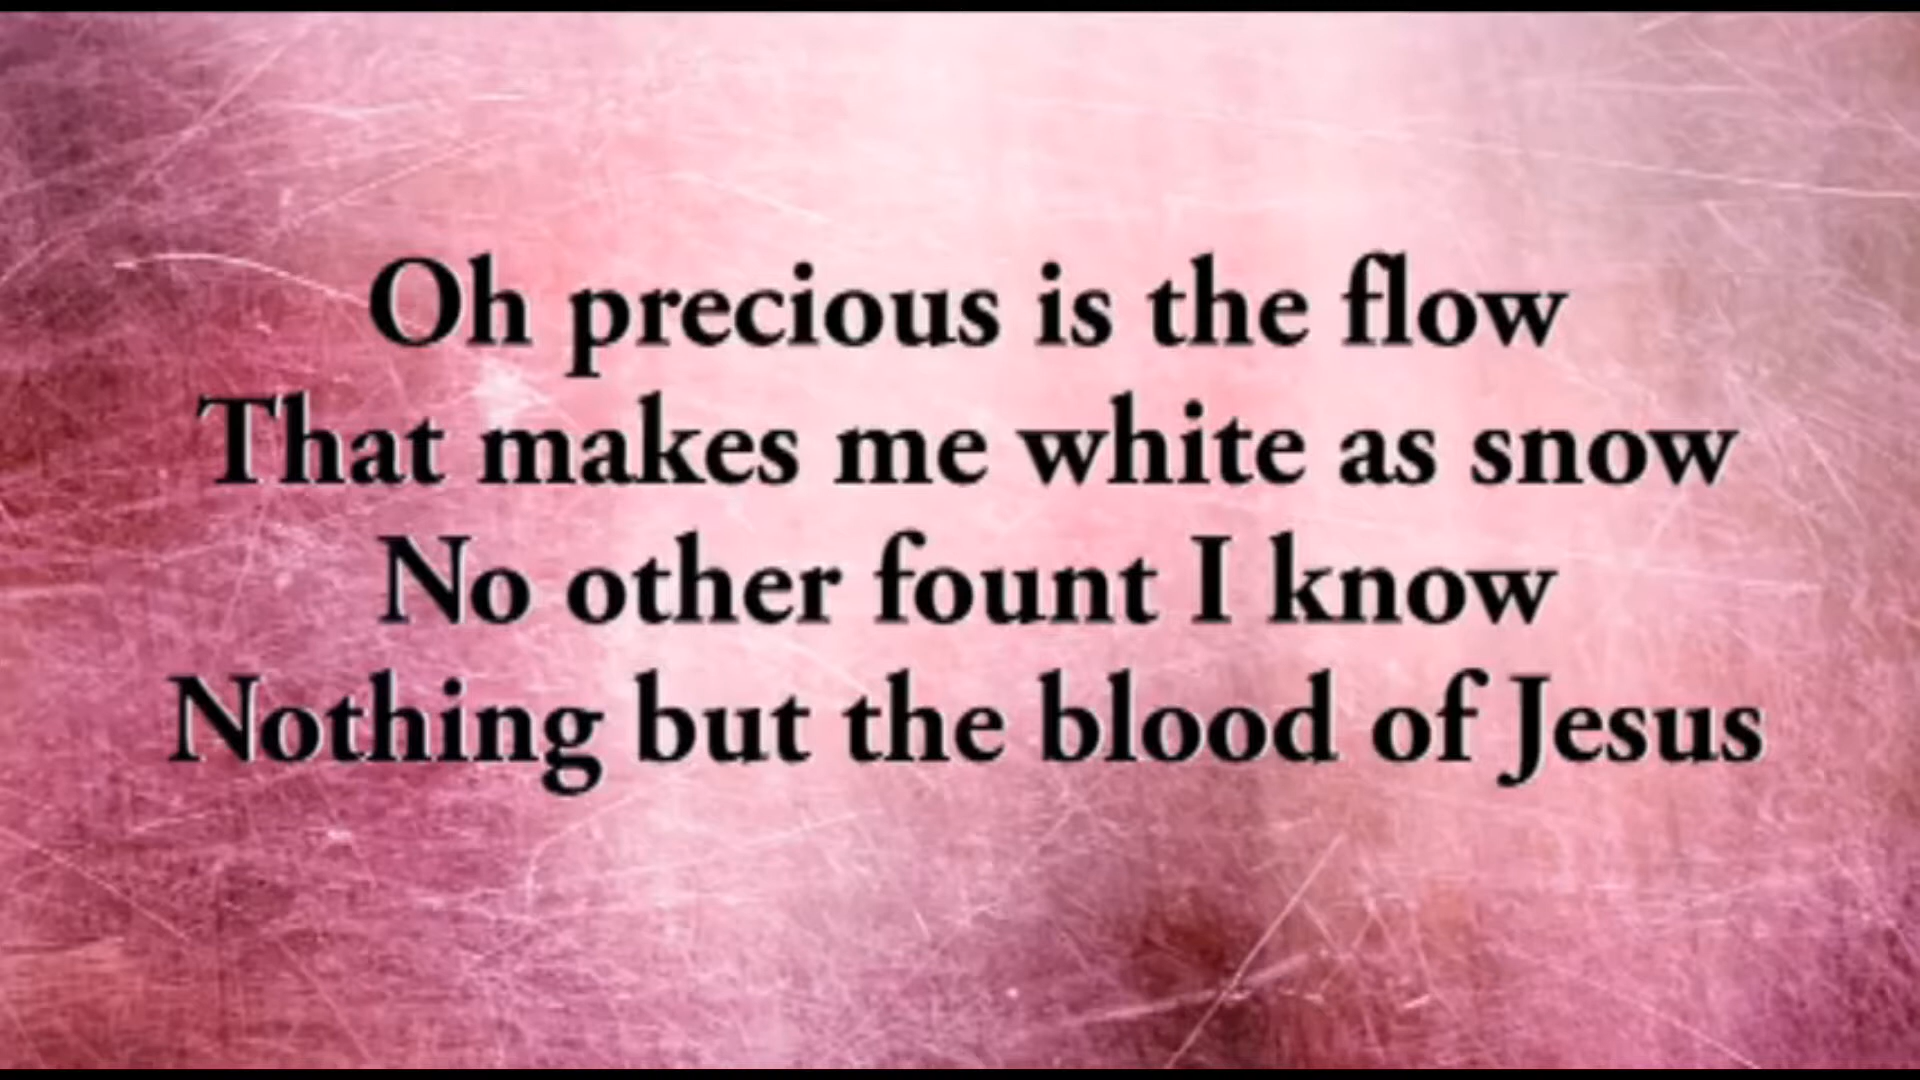 Oh precious is the flow
That makes me white as snow
No other fount I know
Nothing but the blood of Jesus